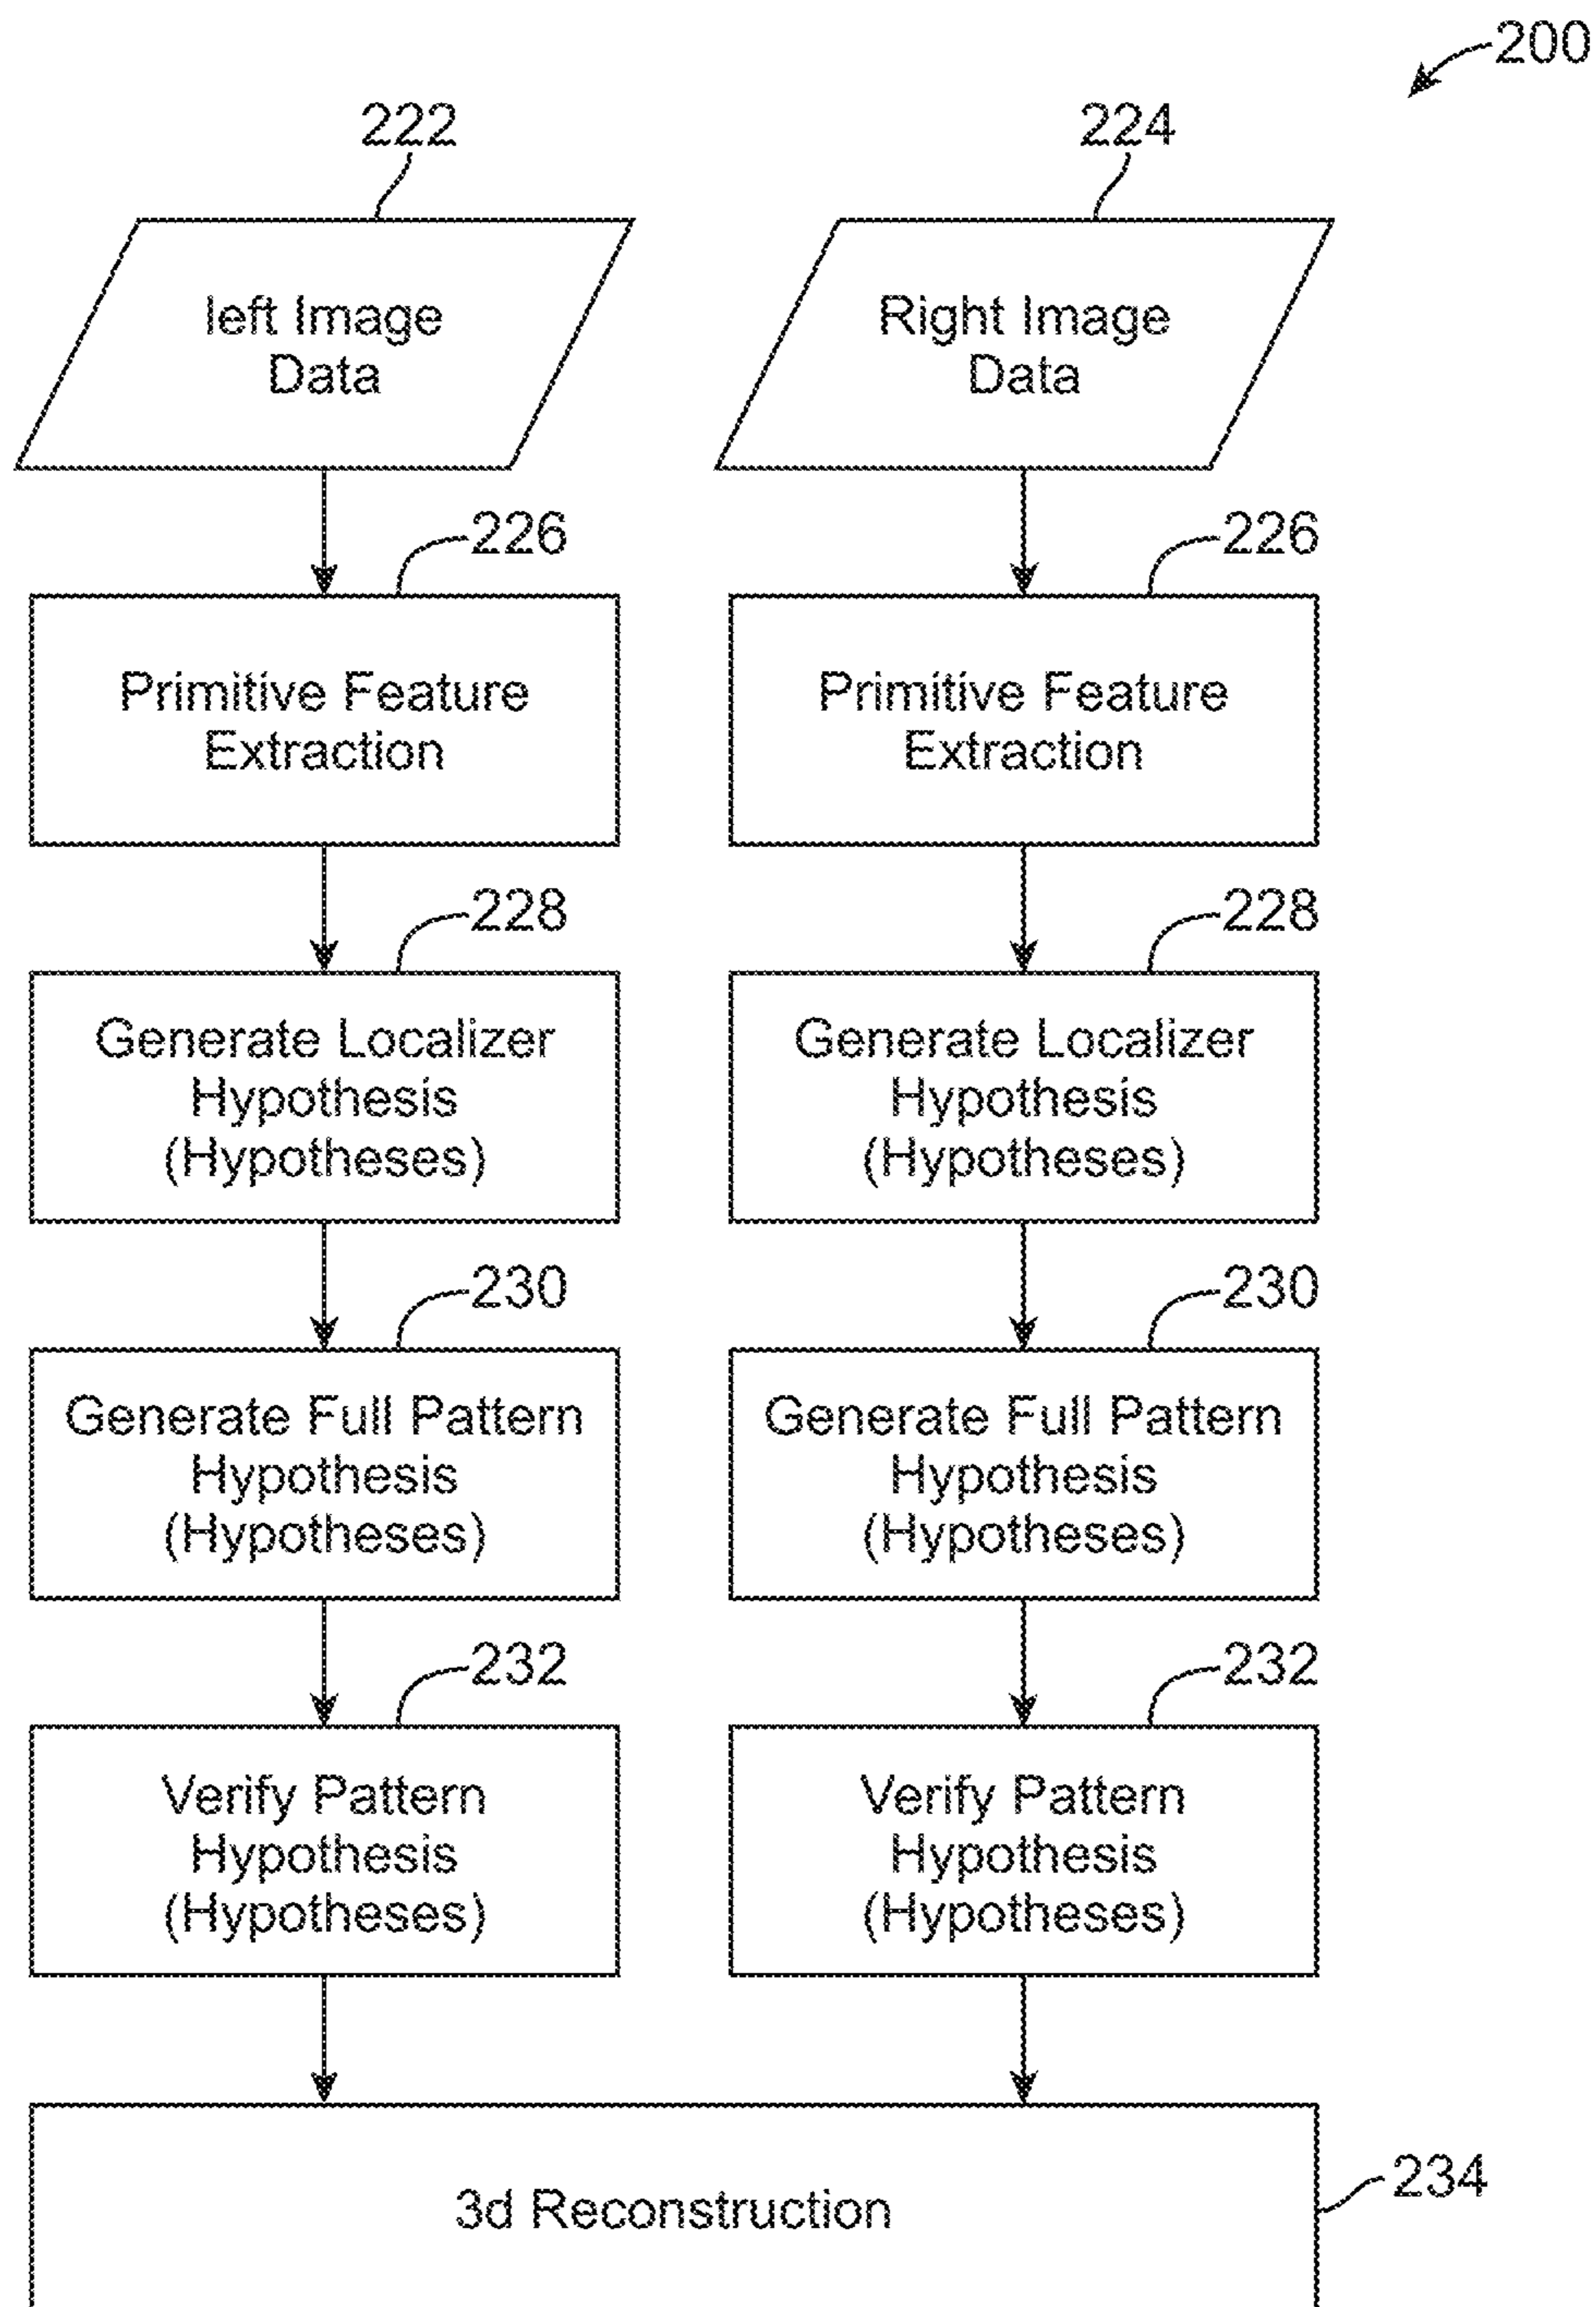 200
222
224
left Image
Data
Right Image
Data
226
226
Primitive Feature
Extraction
Primitive Feature
Extraction
228
228
Generate Localizer
Hypothesis
(Hypotheses)
Generate Localizer
Hypothesis
(Hypotheses)
230
230
Generate Full Pattern
Hypothesis
(Hypotheses)
Generate Full Pattern
Hypothesis
(Hypotheses)
232
232
Verify Pattern
Hypothesis
(Hypotheses)
Verify Pattern
Hypothesis
(Hypotheses)
3d Reconstruction
234